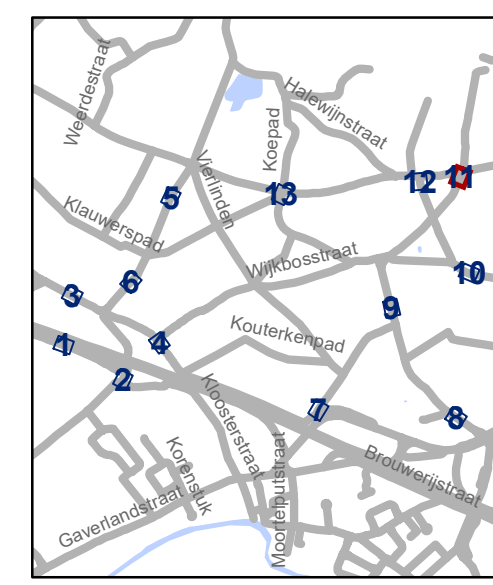 Weerdestraat
Halewijnstraat
Koepad
Vierlinden
11
12
13
5
Klauwerspad
Wijkbosstraat
10
6
3
9
Kouterkenpad
1
4
2
7
8
Kloosterstraat
Korenstuk
Moortelputstraat
Brouwerijstraat
Gaverlandstraat